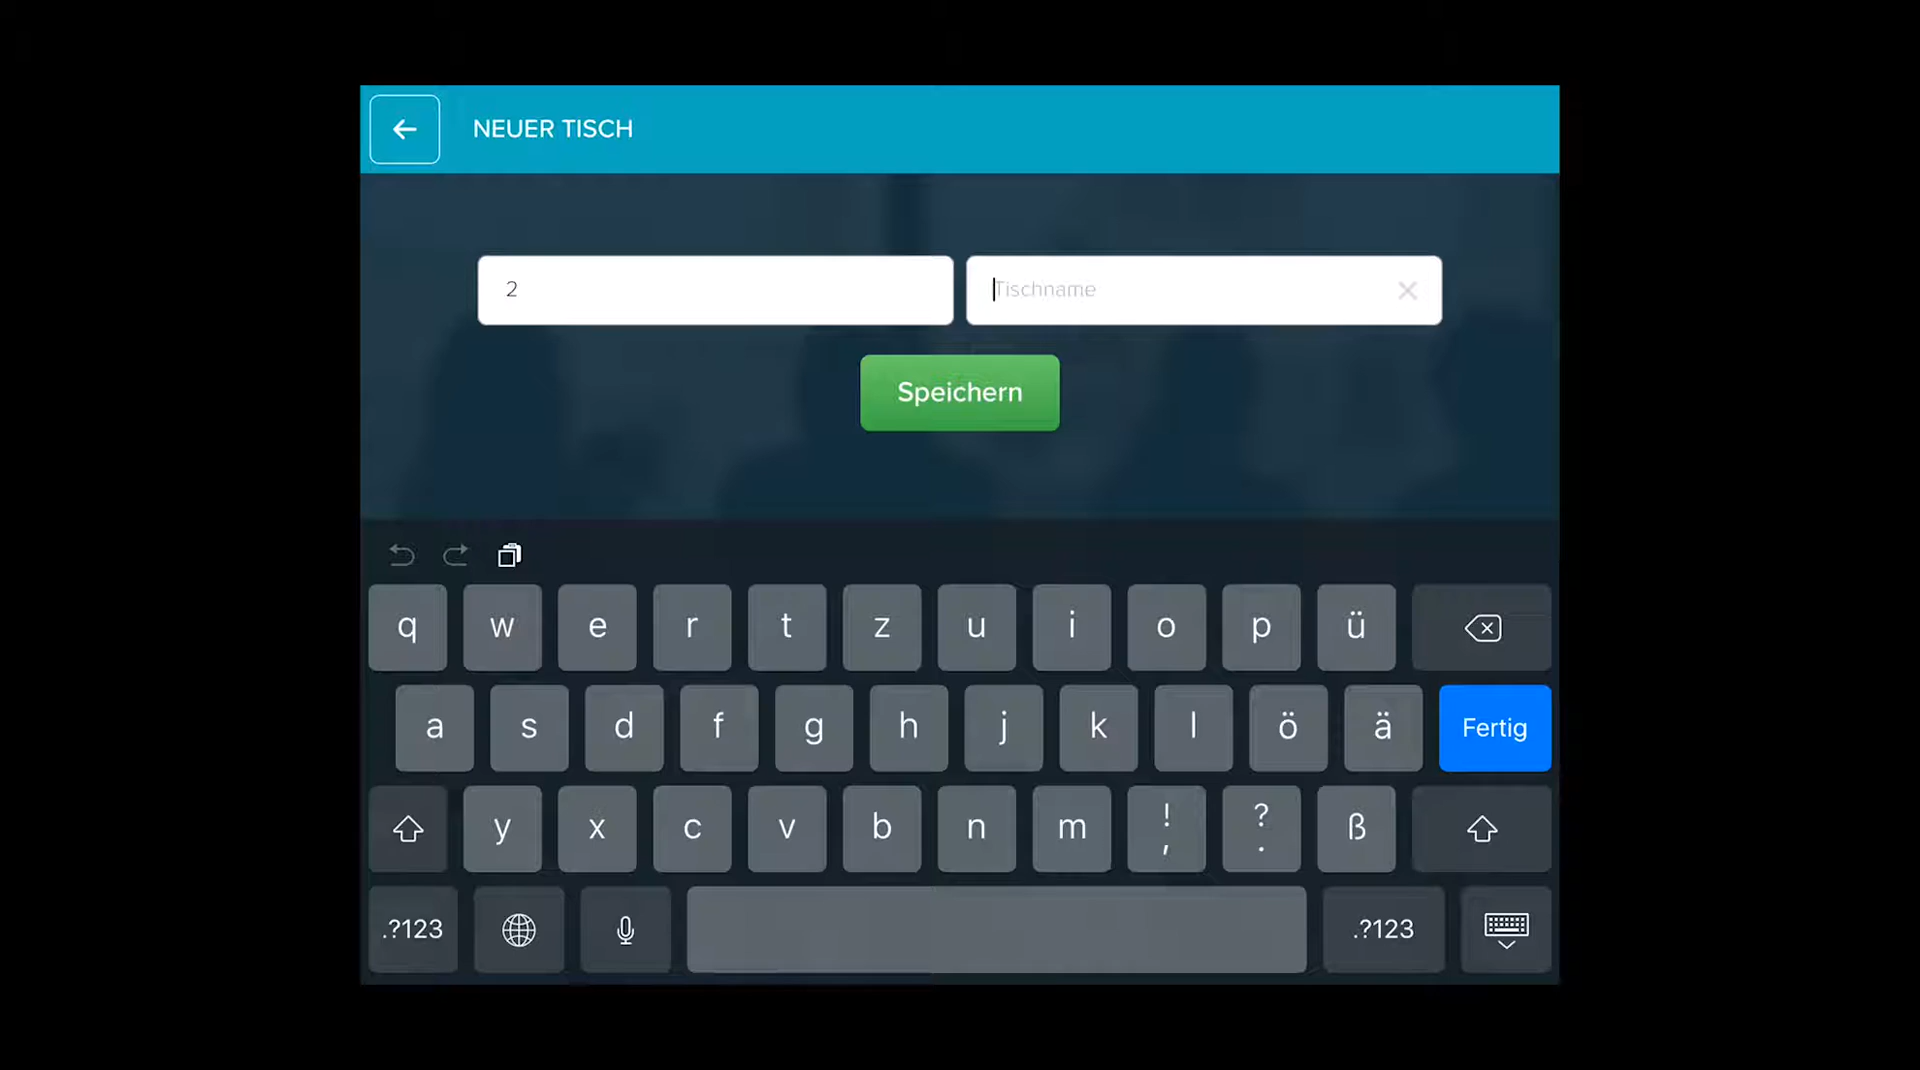 NEUER TISCH
2
Tischname
Speichern
q w e r t z u i o p ü
a s d f g h j k l ö ä Fertig
y x c v b n m ! , ? . ß
.?123 .?123